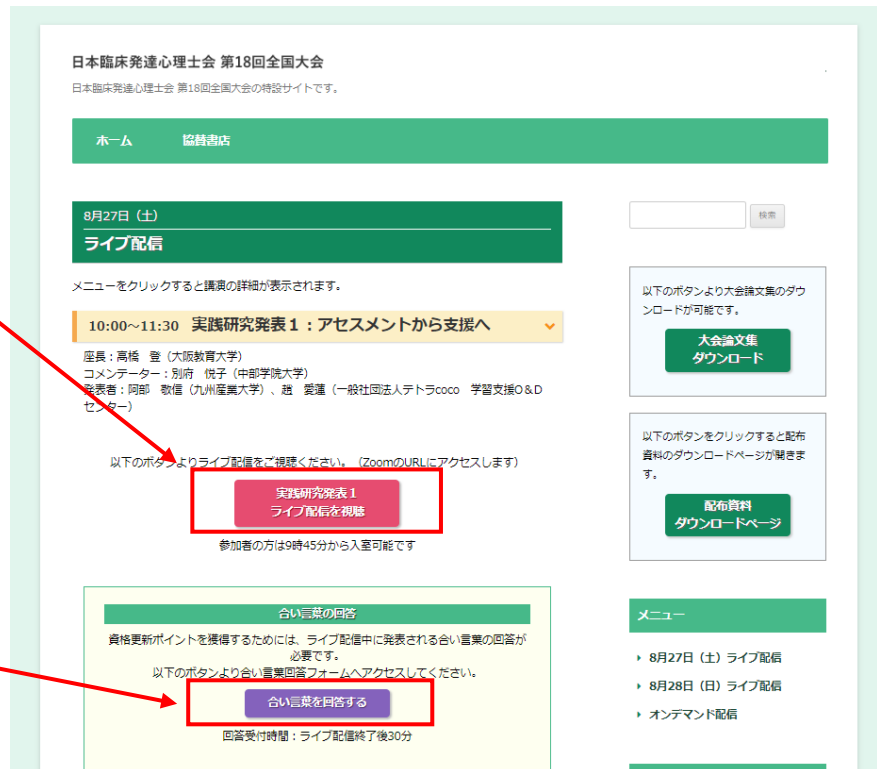 日本臨床発達心理士会 第18回全国大会
日本臨床発達心理士会 第18回全国大会の特設サイトです。
ホーム 協賛書店
8月27日（土）
ライブ配信
メニューをクリックすると講演の詳細が表示されます。
10:00~11:30 実践研究発表１：アセスメントから支援へ
座長：高橋 登（大阪教育大学）
コメンテーター：別府 悦子（中部学院大学）
発表者：阿部 敬信（九州産業大学）、趙 愛蓮（一般社団法人テトラcoco 学習支援O＆D
センター）
以下のボタンよりライブ配信をご視聴ください。（ZoomのURLにアクセスします）
実践研究発表１
ライブ配信を視聴
参加者の方は9時45分から入室可能です
合い言葉の回答
資格更新ポイントを獲得するためには、ライブ配信中に発表される合い言葉の回答が
必要です。
以下のボタンより合い言葉回答フォームへアクセスしてください。
合い言葉を回答する
回答受付時間：ライブ配信終了後30分
検索
以下のボタンより大会論文集のダウ
ンロードが可能です。
大会論文集
ダウンロード
以下のボタンをクリックすると配布
資料のダウンロードページが開きま
す。
配布資料
ダウンロードページ
メニュー
8月27日（土）ライブ配信
8月28日（日）ライブ配信
オンデマンド配信